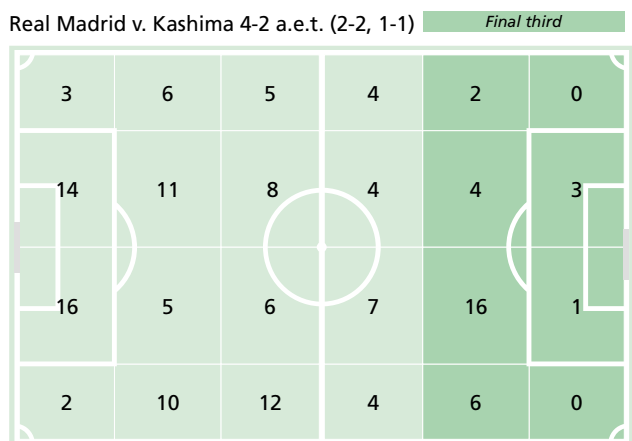 Real Madrid v. Kashima 4-2 a.e.t. (2-2, 1-1) Final third
3 6 5 4 2 0
14 11 8 4 4 3
16 5 6 7 16 1
2 10 12 4 6 0